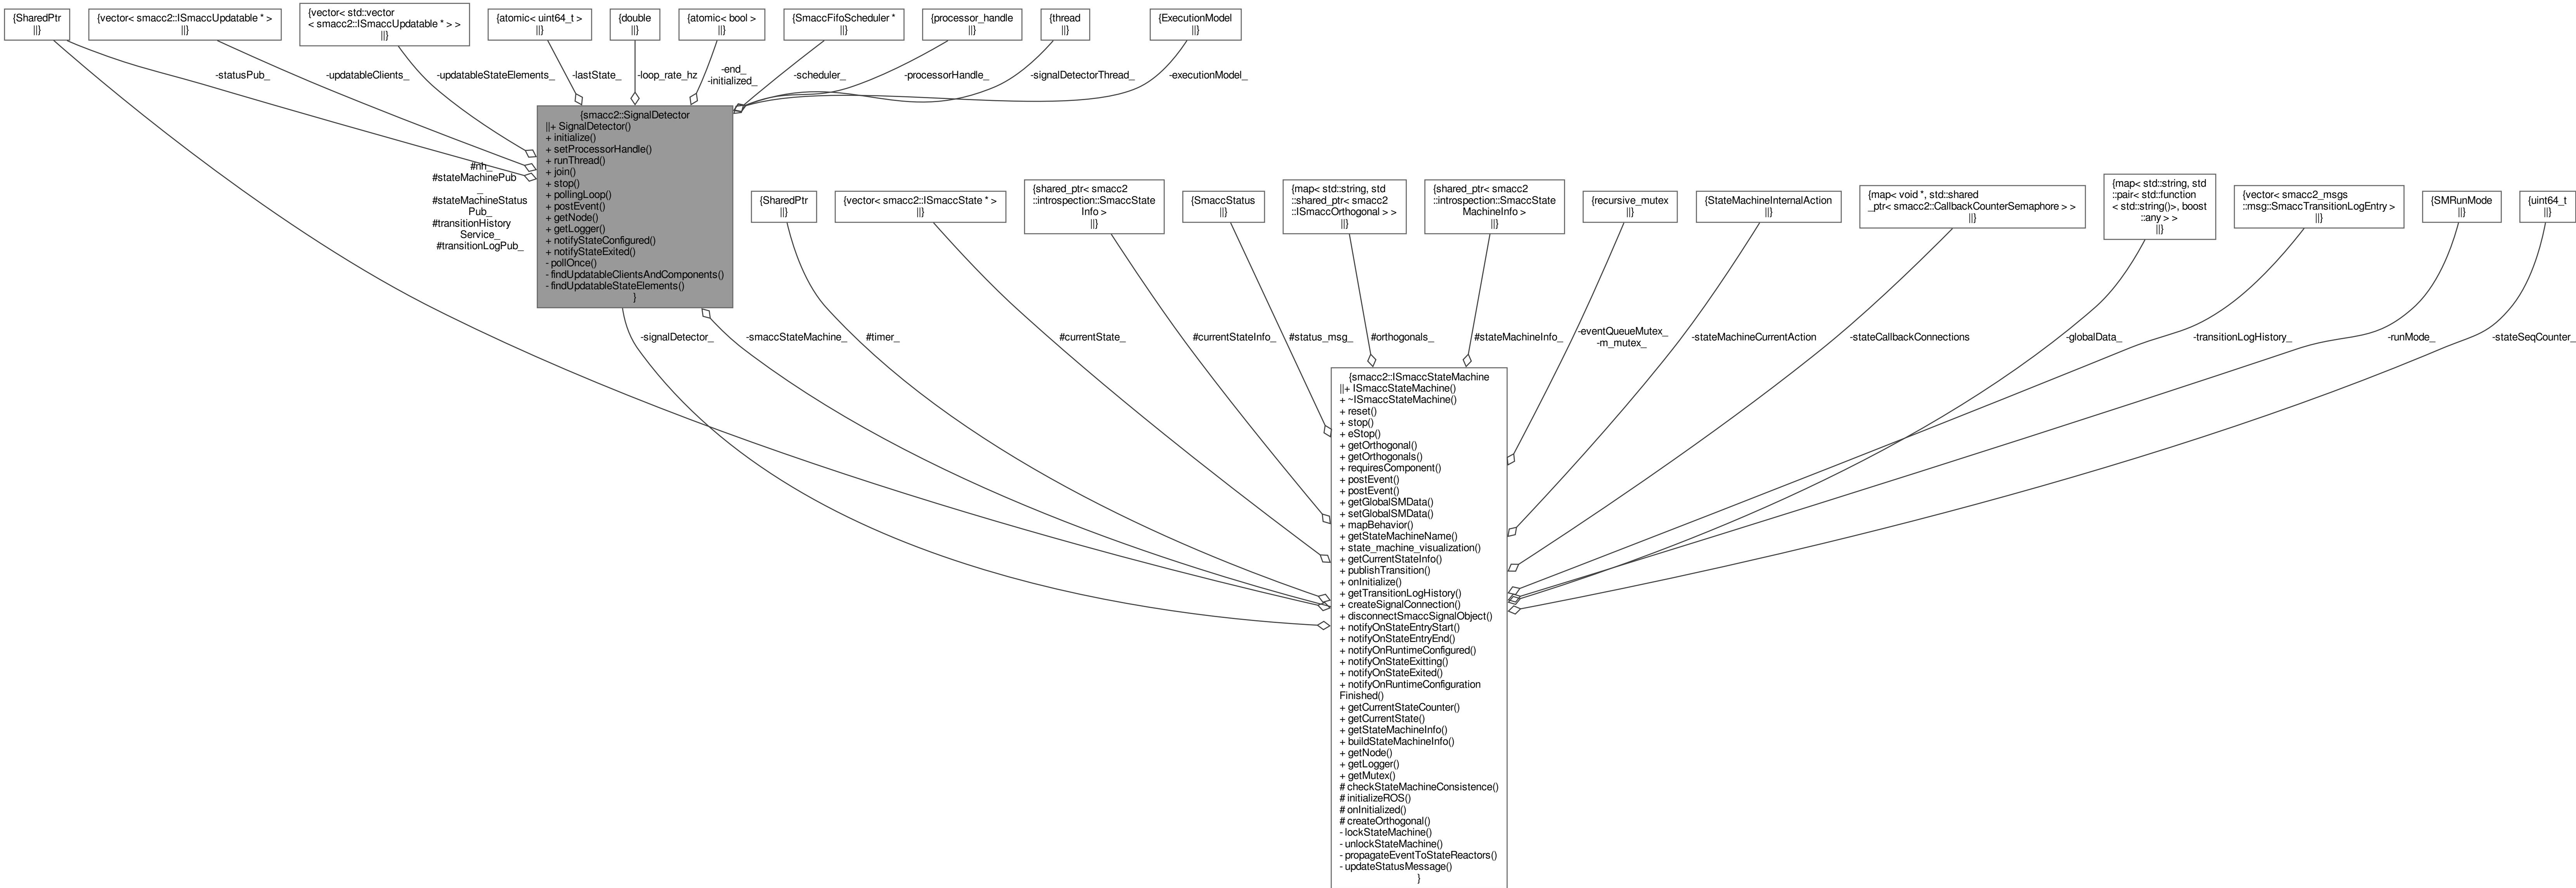 {SharedPtr
||}
{vector< smacc2::ISmaccUpdatable * >
||}
{vector< std::vector
< smacc2::ISmaccUpdatable * > >
||}
{atomic< uint64_t >
||}
{double
||}
{atomic< bool >
||}
{SmaccFifoScheduler *
||}
{processor_handle
||}
{thread
||}
{ExecutionModel
||}
-statusPub_
-updatableClients_
-updatableStateElements_
-lastState_
-loop_rate_hz
-end_
-initialized_
-scheduler_
-processorHandle_
-signalDetectorThread_
-executionModel_
{smacc2::SignalDetector
||+ SignalDetector()
+ initialize()
+ setProcessorHandle()
+ runThread()
+ join()
+ stop()
+ pollingLoop()
+ postEvent()
+ getNode()
+ getLogger()
+ notifyStateConfigured()
+ notifyStateExited()
- pollOnce()
- findUpdatableClientsAndComponents()
- findUpdatableStateElements()
}
#nh_
#stateMachinePub
_
#stateMachineStatus
Pub_
#transitionHistory
Service_
#transitionLogPub_
{SharedPtr
||}
{vector< smacc2::ISmaccState * >
||}
{shared_ptr< smacc2
::introspection::SmaccState
Info >
||}
{SmaccStatus
||}
{map< std::string, std
::shared_ptr< smacc2
::ISmaccOrthogonal > >
||}
{shared_ptr< smacc2
::introspection::SmaccState
MachineInfo >
||}
{recursive_mutex
||}
{StateMachineInternalAction
||}
{map< void *, std::shared
_ptr< smacc2::CallbackCounterSemaphore > >
||}
{map< std::string, std
::pair< std::function
< std::string()>, boost
::any > >
||}
{vector< smacc2_msgs
::msg::SmaccTransitionLogEntry >
||}
{SMRunMode
||}
{uint64_t
||}
-signalDetector_
-smaccStateMachine_
#timer_
#currentState_
#currentStateInfo_
#status_msg_
#orthogonals_
#stateMachineInfo_
-eventQueueMutex_
-m_mutex_
-stateMachineCurrentAction
-stateCallbackConnections
-globalData_
-transitionLogHistory_
-runMode_
-stateSeqCounter_
{smacc2::ISmaccStateMachine
||+ ISmaccStateMachine()
+ ~ISmaccStateMachine()
+ reset()
+ stop()
+ eStop()
+ getOrthogonal()
+ getOrthogonals()
+ requiresComponent()
+ postEvent()
+ postEvent()
+ getGlobalSMData()
+ setGlobalSMData()
+ mapBehavior()
+ getStateMachineName()
+ state_machine_visualization()
+ getCurrentStateInfo()
+ publishTransition()
+ onInitialize()
+ getTransitionLogHistory()
+ createSignalConnection()
+ disconnectSmaccSignalObject()
+ notifyOnStateEntryStart()
+ notifyOnStateEntryEnd()
+ notifyOnRuntimeConfigured()
+ notifyOnStateExitting()
+ notifyOnStateExited()
+ notifyOnRuntimeConfiguration
Finished()
+ getCurrentStateCounter()
+ getCurrentState()
+ getStateMachineInfo()
+ buildStateMachineInfo()
+ getNode()
+ getLogger()
+ getMutex()
# checkStateMachineConsistence()
# initializeROS()
# onInitialized()
# createOrthogonal()
- lockStateMachine()
- unlockStateMachine()
- propagateEventToStateReactors()
- updateStatusMessage()
}